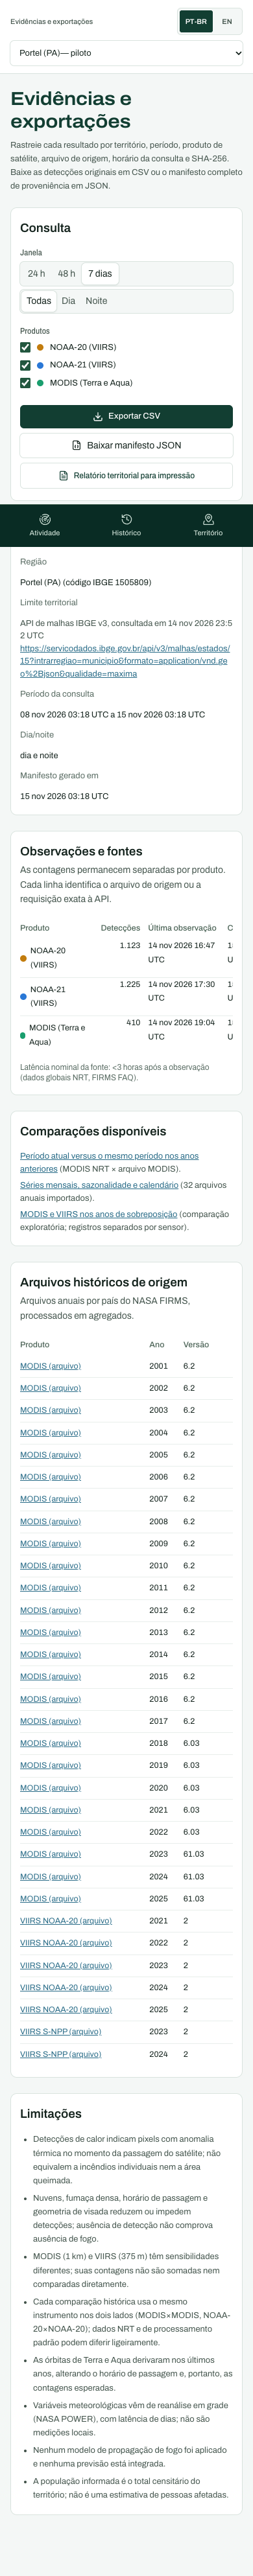 Evidências e exportações
PT-BR
EN
Portel (PA)— piloto
Evidências e
exportações
Rastreie cada resultado por território, período, produto de
satélite, arquivo de origem, horário da consulta e SHA-256.
Baixe as detecções originais em CSV ou o manifesto completo
de proveniência em JSON.
Consulta
Janela
24 h
48 h
7 dias
Todas
Dia
Noite
Produtos
NOAA-20 (VIIRS)
NOAA-21 (VIIRS)
MODIS (Terra e Aqua)
Exportar CSV
Baixar manifesto JSON
Relatório territorial para impressão
Atividade
Histórico
Território
Região
Portel (PA) (código IBGE 1505809)
Limite territorial
API de malhas IBGE v3, consultada em 14 nov 2026 23:5
2 UTC
https://servicodados.ibge.gov.br/api/v3/malhas/estados/
15?intrarregiao=municipio&formato=application/vnd.ge
o%2Bjson&qualidade=maxima
Período da consulta
08 nov 2026 03:18 UTC a 15 nov 2026 03:18 UTC
Dia/noite
dia e noite
Manifesto gerado em
15 nov 2026 03:18 UTC
Observações e fontes
As contagens permanecem separadas por produto.
Cada linha identifica o arquivo de origem ou a
requisição exata à API.
Produto Detecções Última observação
NOAA-20 (VIIRS) 1.123 14 nov 2026 16:47 UTC
NOAA-21 (VIIRS) 1.225 14 nov 2026 17:30 UTC
MODIS (Terra e Aqua) 410 14 nov 2026 19:04 UTC
Latência nominal da fonte: <3 horas após a observação
(dados globais NRT, FIRMS FAQ).
Comparações disponíveis
Período atual versus o mesmo período nos anos
anteriores (MODIS NRT × arquivo MODIS).
Séries mensais, sazonalidade e calendário (32 arquivos
anuais importados).
MODIS e VIIRS nos anos de sobreposição (comparação
exploratória; registros separados por sensor).
Arquivos históricos de origem
Arquivos anuais por país do NASA FIRMS,
processados em agregados.
Produto Ano Versão
MODIS (arquivo) 2001 6.2
MODIS (arquivo) 2002 6.2
MODIS (arquivo) 2003 6.2
MODIS (arquivo) 2004 6.2
MODIS (arquivo) 2005 6.2
MODIS (arquivo) 2006 6.2
MODIS (arquivo) 2007 6.2
MODIS (arquivo) 2008 6.2
MODIS (arquivo) 2009 6.2
MODIS (arquivo) 2010 6.2
MODIS (arquivo) 2011 6.2
MODIS (arquivo) 2012 6.2
MODIS (arquivo) 2013 6.2
MODIS (arquivo) 2014 6.2
MODIS (arquivo) 2015 6.2
MODIS (arquivo) 2016 6.2
MODIS (arquivo) 2017 6.2
MODIS (arquivo) 2018 6.03
MODIS (arquivo) 2019 6.03
MODIS (arquivo) 2020 6.03
MODIS (arquivo) 2021 6.03
MODIS (arquivo) 2022 6.03
MODIS (arquivo) 2023 61.03
MODIS (arquivo) 2024 61.03
MODIS (arquivo) 2025 61.03
VIIRS NOAA-20 (arquivo) 2021 2
VIIRS NOAA-20 (arquivo) 2022 2
VIIRS NOAA-20 (arquivo) 2023 2
VIIRS NOAA-20 (arquivo) 2024 2
VIIRS NOAA-20 (arquivo) 2025 2
VIIRS S-NPP (arquivo) 2023 2
VIIRS S-NPP (arquivo) 2024 2
Limitações
Detecções de calor indicam pixels com anomalia
térmica no momento da passagem do satélite; não
equivalem a incêndios individuais nem a área
queimada.
Nuvens, fumaça densa, horário de passagem e
geometria de visada reduzem ou impedem
detecções; ausência de detecção não comprova
ausência de fogo.
MODIS (1 km) e VIIRS (375 m) têm sensibilidades
diferentes; suas contagens não são somadas nem
comparadas diretamente.
Cada comparação histórica usa o mesmo
instrumento nos dois lados (MODIS×MODIS, NOAA-
20×NOAA-20); dados NRT e de processamento
padrão podem diferir ligeiramente.
As órbitas de Terra e Aqua derivaram nos últimos
anos, alterando o horário de passagem e, portanto, as
contagens esperadas.
Variáveis meteorológicas vêm de reanálise em grade
(NASA POWER), com latência de dias; não são
medições locais.
Nenhum modelo de propagação de fogo foi aplicado
e nenhuma previsão está integrada.
A população informada é o total censitário do
território; não é uma estimativa de pessoas afetadas.